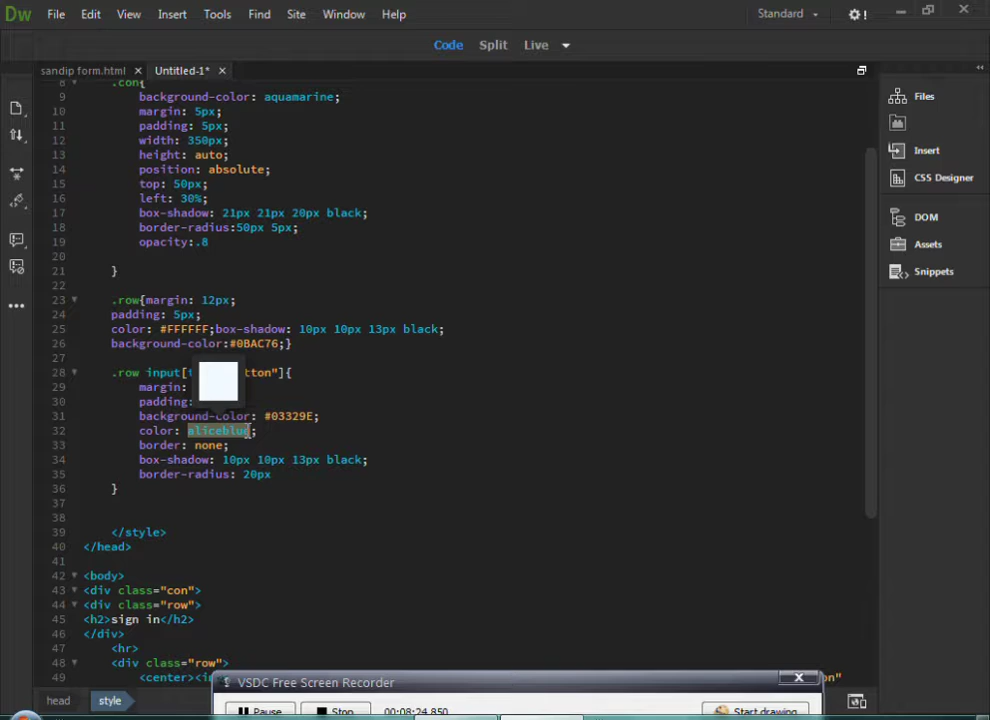 Dw File Edit View Insert Tools Find Site Window Help Standard !
Code Split Live
sandip form.html × Untitled-1* ×
8 .con{
9 background-color: aquamarine;
10 margin: 5px;
11 padding: 5px;
12 width: 350px;
13 height: auto;
14 position: absolute;
15 top: 50px;
16 left: 30%;
17 box-shadow: 21px 21px 20px black;
18 border-radius:50px 5px;
19 opacity:.8
20
21 }
22
23 .row{margin: 12px;
24 padding: 5px;
25 color: #FFFFFF;box-shadow: 10px 10px 13px black;
26 background-color:#0BAC76;}
27
28 .row input[ tton"]{
29 margin:
30 padding:
31 background-color: #03329E;
32 color: aliceblue;
33 border: none;
34 box-shadow: 10px 10px 13px black;
35 border-radius: 20px
36 }
37
38
39 </style>
40 </head>
41
42 <body>
43 <div class="con">
44 <div class="row">
45 <h2>sign in</h2>
46 </div>
47 <hr>
48 <div class="row">
49 <center><i on"
head style
Files
Insert
CSS Designer
DOM
Assets
Snippets
VSDC Free Screen Recorder
Pause Stop 00:08:24.850 Start drawing